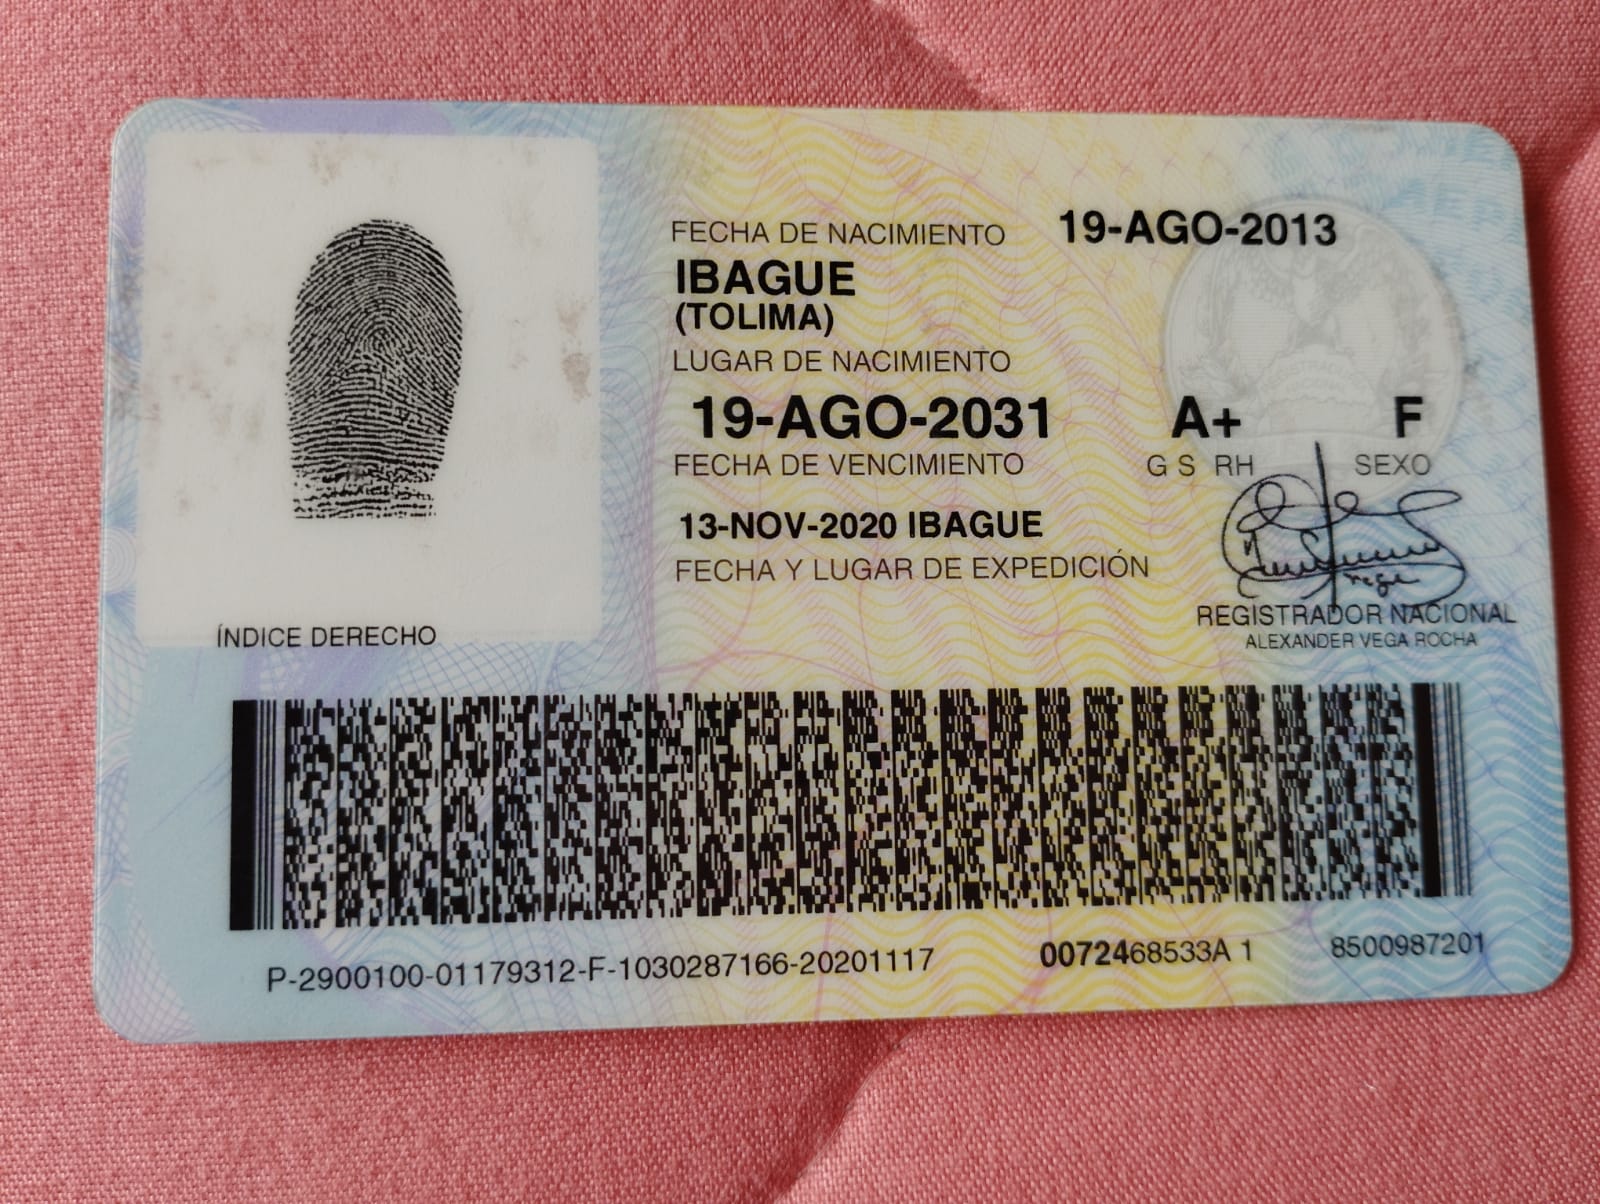 FECHA DE NACIMIENTO 19-AGO-2013
IBAGUE
(TOLIMA)
LUGAR DE NACIMIENTO
19-AGO-2031 A+ F
FECHA DE VENCIMIENTO G S RH SEXO
13-NOV-2020 IBAGUE
FECHA Y LUGAR DE EXPEDICIÓN
REGISTRADOR NACIONAL
ALEXANDER VEGA ROCHA
ÍNDICE DERECHO
P-2900100-01179312-F-1030287166-20201117 0072468533A 1 8500987201